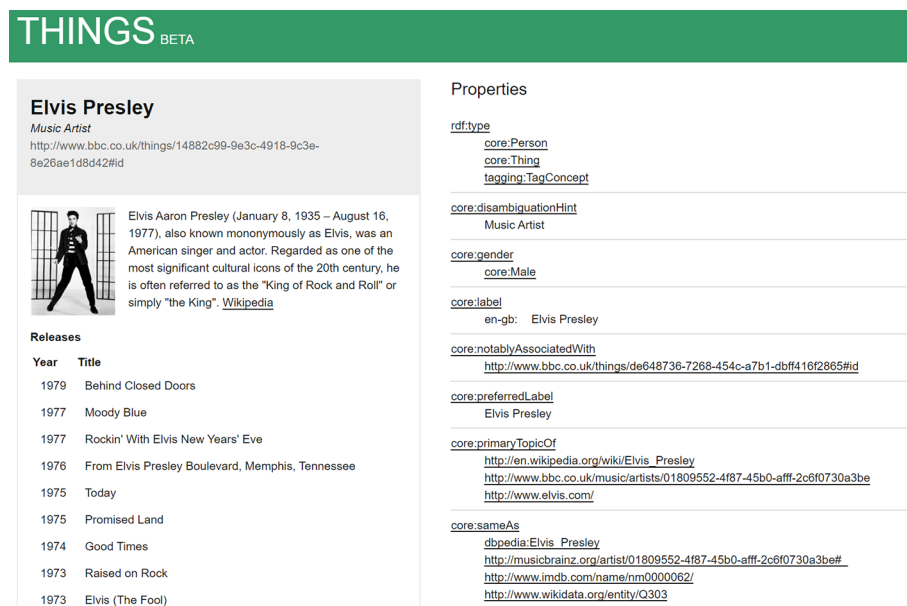 THINGS BETA
Elvis Presley
Music Artist
http://www.bbc.co.uk/things/14882c99-9e3c-4918-9c3e-
8e26ae1d8d42#id
Elvis Aaron Presley (January 8, 1935 – August 16,
1977), also known mononymously as Elvis, was an
American singer and actor. Regarded as one of the
most significant cultural icons of the 20th century, he
is often referred to as the "King of Rock and Roll" or
simply "the King". Wikipedia
Releases
Year Title
1979 Behind Closed Doors
1977 Moody Blue
1977 Rockin' With Elvis New Years' Eve
1976 From Elvis Presley Boulevard, Memphis, Tennessee
1975 Today
1975 Promised Land
1974 Good Times
1973 Raised on Rock
1973 Elvis (The Fool)
Properties
rdf:type
core:Person
core:Thing
tagging:TagConcept
core:disambiguationHint
Music Artist
core:gender
core:Male
core:label
en-gb: Elvis Presley
core:notablyAssociatedWith
http://www.bbc.co.uk/things/de648736-7268-454c-a7b1-dbff416f2865#id
core:preferredLabel
Elvis Presley
core:primaryTopicOf
http://en.wikipedia.org/wiki/Elvis_Presley
http://www.bbc.co.uk/music/artists/01809552-4f87-45b0-afff-2c6f0730a3be
http://www.elvis.com/
core:sameAs
dbpedia:Elvis_Presley
http://musicbrainz.org/artist/01809552-4f87-45b0-afff-2c6f0730a3be#_
http://www.imdb.com/name/nm0000062/
http://www.wikidata.org/entity/Q303